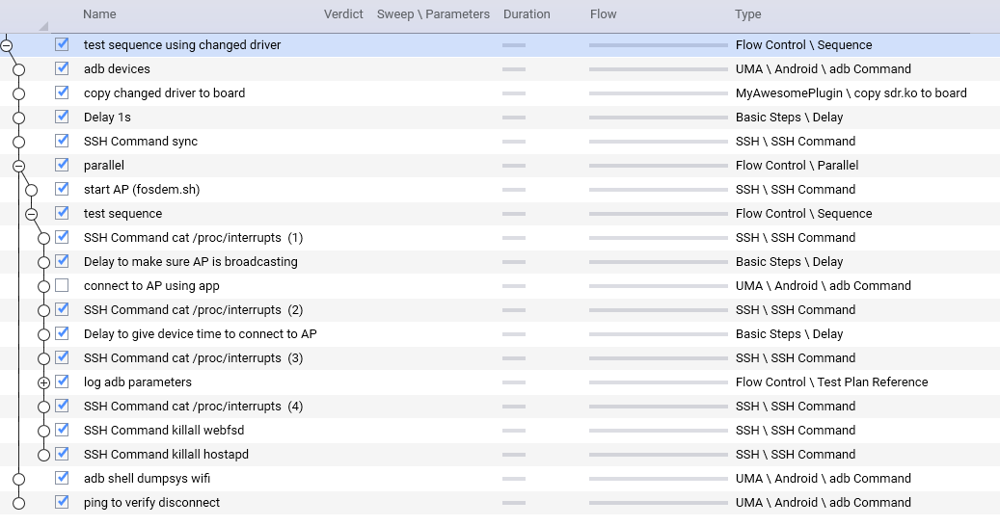 Name Verdict Sweep \ Parameters Duration Flow Type
test sequence using changed driver Flow Control \ Sequence
adb devices UMA \ Android \ adb Command
copy changed driver to board MyAwesomePlugin \ copy sdr.ko to board
Delay 1s Basic Steps \ Delay
SSH Command sync SSH \ SSH Command
parallel Flow Control \ Parallel
start AP (fosdem.sh) SSH \ SSH Command
test sequence Flow Control \ Sequence
SSH Command cat /proc/interrupts (1) SSH \ SSH Command
Delay to make sure AP is broadcasting Basic Steps \ Delay
connect to AP using app UMA \ Android \ adb Command
SSH Command cat /proc/interrupts (2) SSH \ SSH Command
Delay to give device time to connect to AP Basic Steps \ Delay
SSH Command cat /proc/interrupts (3) SSH \ SSH Command
log adb parameters Flow Control \ Test Plan Reference
SSH Command cat /proc/interrupts (4) SSH \ SSH Command
SSH Command killall webfsd SSH \ SSH Command
SSH Command killall hostapd SSH \ SSH Command
adb shell dumpsys wifi UMA \ Android \ adb Command
ping to verify disconnect UMA \ Android \ adb Command